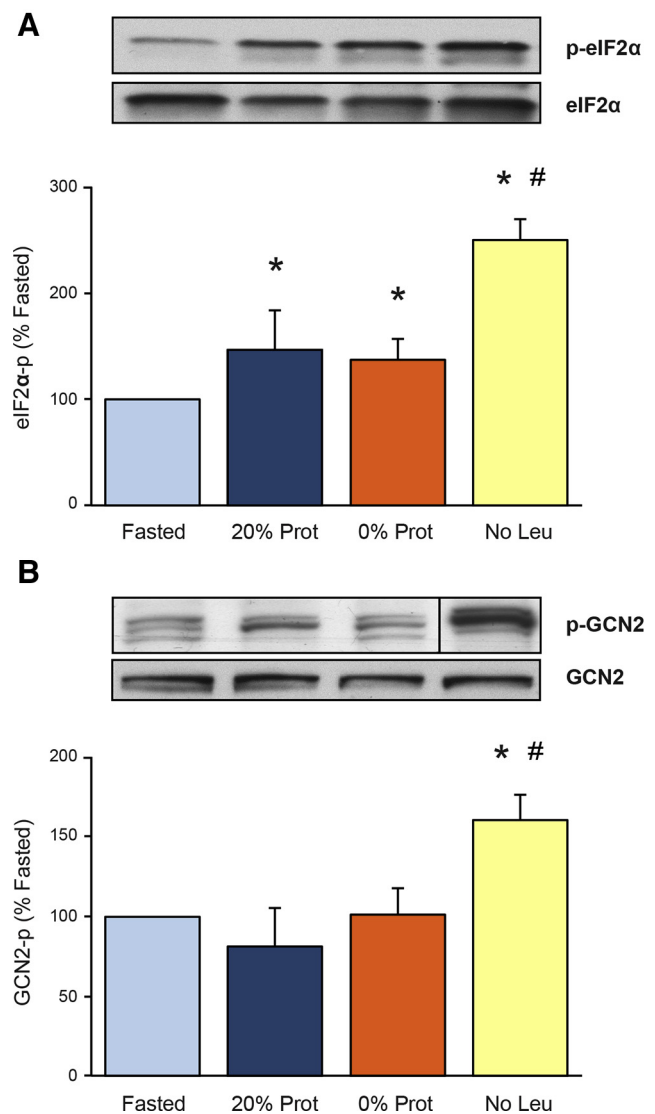 A
p-eIF2α
eIF2α
* #
300
*
*
200
100
0
eIF2α-p (% Fasted)
Fasted 20% Prot 0% Prot No Leu
B
p-GCN2
GCN2
* #
200
150
100
50
0
GCN2-p (% Fasted)
Fasted 20% Prot 0% Prot No Leu